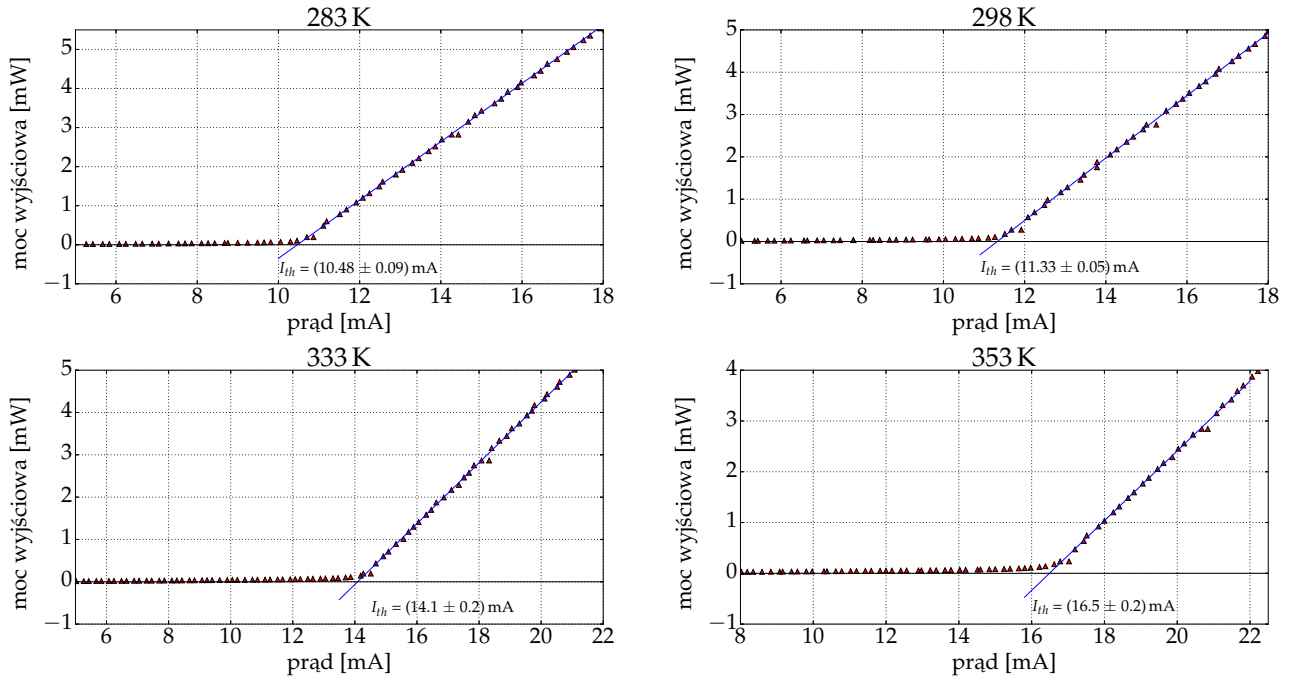 283 K
moc wyjściowa [mW]
5
4
3
2
1
0
−1
I_th = (10.48 ± 0.09) mA
6 8 10 12 14 16 18
prąd [mA]
298 K
moc wyjściowa [mW]
5
4
3
2
1
0
−1
I_th = (11.33 ± 0.05) mA
6 8 10 12 14 16 18
prąd [mA]
333 K
moc wyjściowa [mW]
5
4
3
2
1
0
−1
I_th = (14.1 ± 0.2) mA
6 8 10 12 14 16 18 20 22
prąd [mA]
353 K
moc wyjściowa [mW]
4
3
2
1
0
−1
I_th = (16.5 ± 0.2) mA
8 10 12 14 16 18 20 22
prąd [mA]